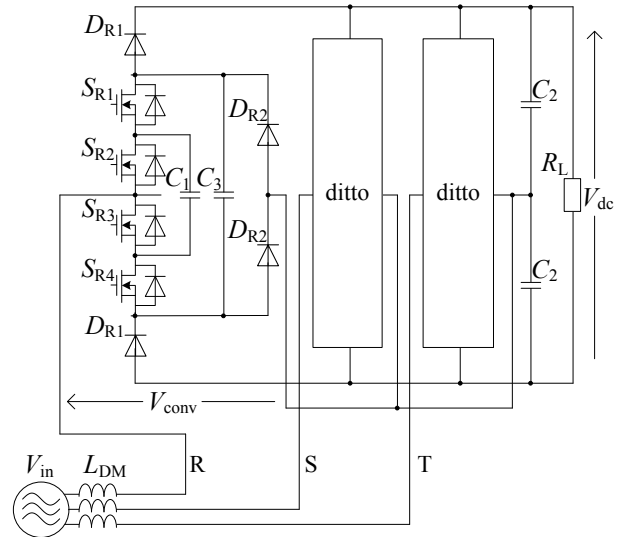 D_R1
S_R1
D_R2
C_2
S_R2
C_1 C_3
ditto
ditto
R_L
V_dc
S_R3
D_R2
C_2
S_R4
D_R1
V_conv
V_in
L_DM
R
S
T